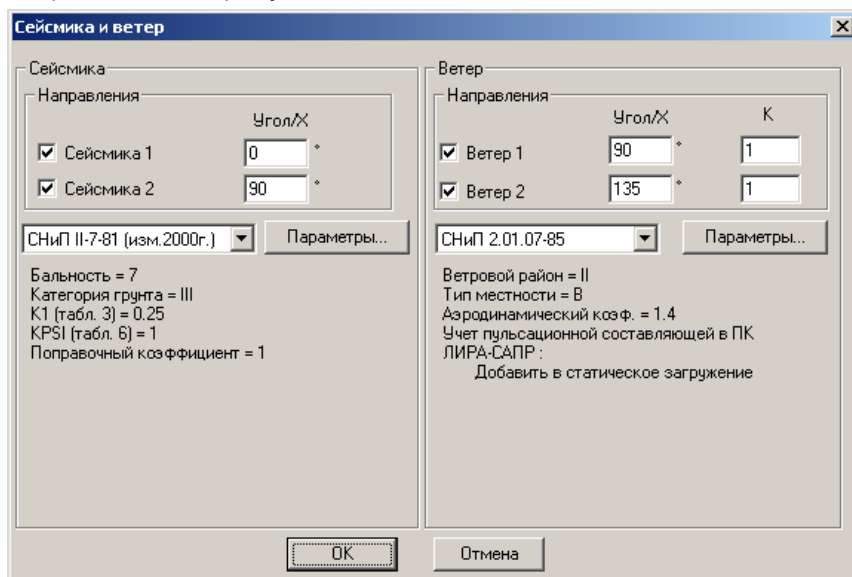 Сейсмика и ветер
Сейсмика
Направления
Угол/X
Сейсмика 1 0 °
Сейсмика 2 90 °
СНиП II-7-81 (изм.2000г.) Параметры...
Бальность = 7
Категория грунта = III
K1 (табл. 3) = 0.25
KPSI (табл. 6) = 1
Поправочный коэффициент = 1
Ветер
Направления
Угол/X K
Ветер 1 90 ° 1
Ветер 2 135 ° 1
СНиП 2.01.07-85 Параметры...
Ветровой район = II
Тип местности = B
Аэродинамический коэф. = 1.4
Учет пульсационной составляющей в ПК
ЛИРА-САПР :
Добавить в статическое загружение
OK Отмена